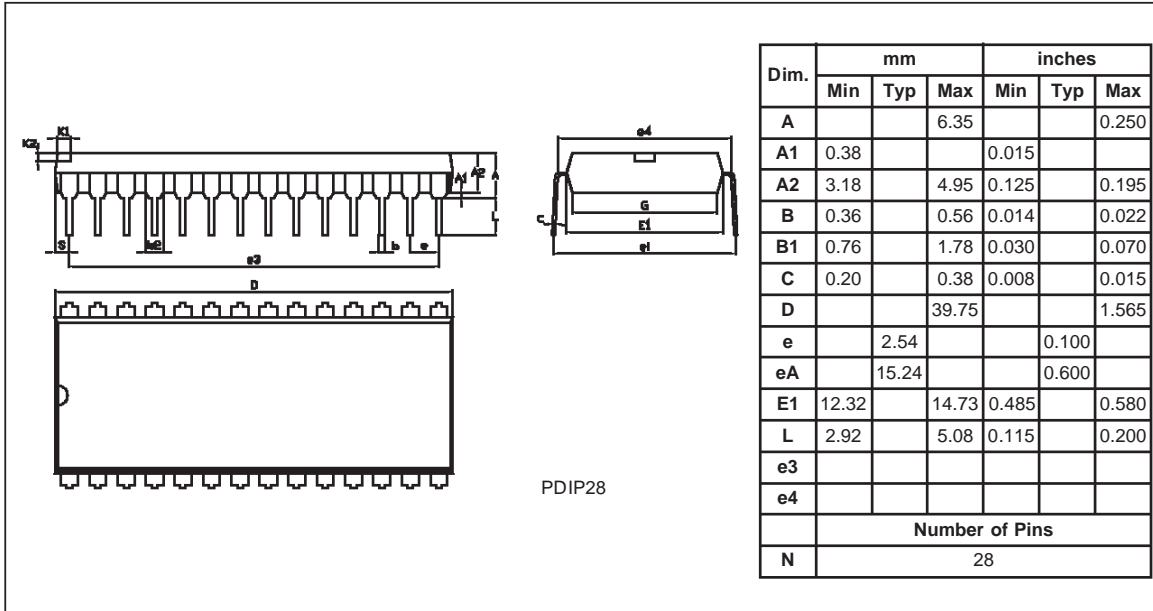 K1
K2
A1
A2
A
L
S
b2
b
e
e3
D
e4
C
G
E1
PDIP28
Dim. mm inches
Min Typ Max Min Typ Max
A 6.35 0.250
A1 0.38 0.015
A2 3.18 4.95 0.125 0.195
B 0.36 0.56 0.014 0.022
B1 0.76 1.78 0.030 0.070
C 0.20 0.38 0.008 0.015
D 39.75 1.565
e 2.54 0.100
eA 15.24 0.600
E1 12.32 14.73 0.485 0.580
L 2.92 5.08 0.115 0.200
e3
e4
Number of Pins
N 28